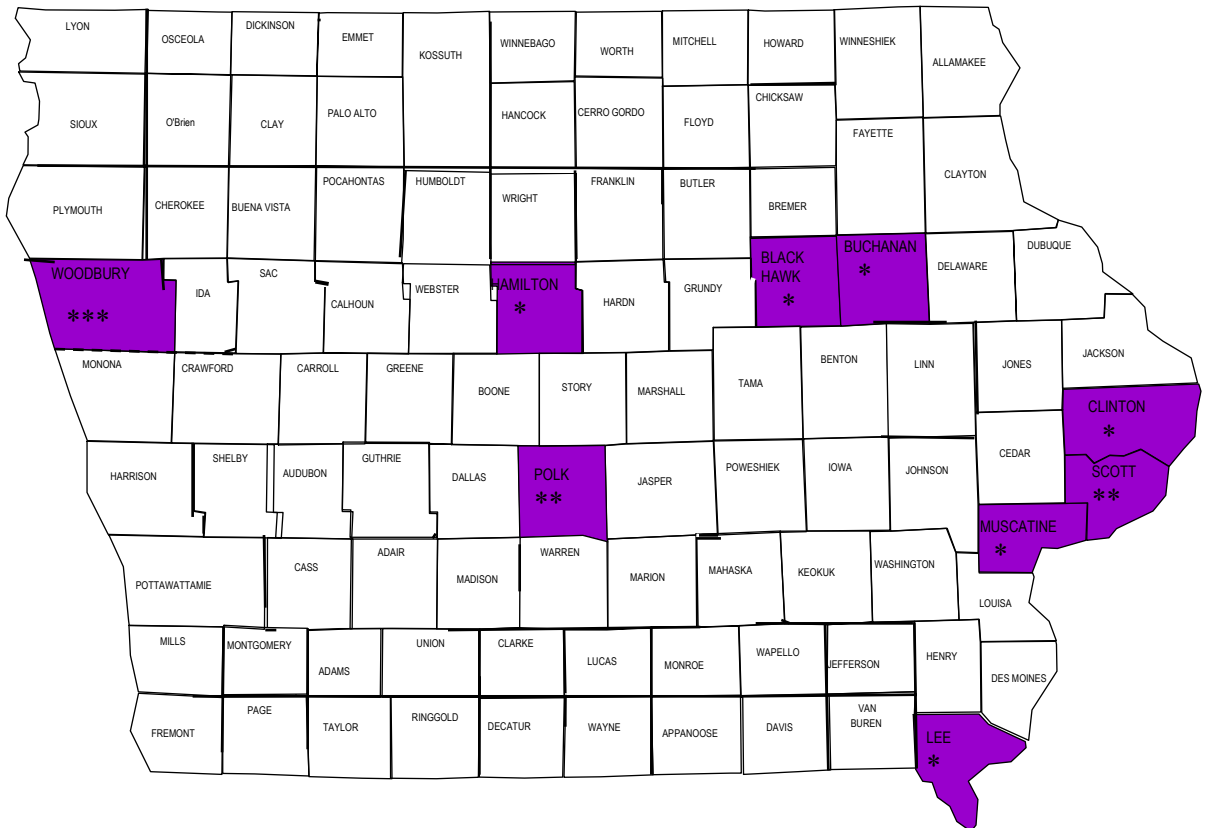 LYON
OSCEOLA
DICKINSON
EMMET
KOSSUTH
WINNEBAGO
WORTH
MITCHELL
HOWARD
WINNESHIEK
ALLAMAKEE
SIOUX
O'Brien
CLAY
PALO ALTO
HANCOCK
CERRO GORDO
FLOYD
CHICKSAW
FAYETTE
CLAYTON
PLYMOUTH
CHEROKEE
BUENA VISTA
POCAHONTAS
HUMBOLDT
WRIGHT
FRANKLIN
BUTLER
BREMER
WOODBURY
***
IDA
SAC
CALHOUN
WEBSTER
HAMILTON
*
HARDN
GRUNDY
BLACK
HAWK
*
BUCHANAN
*
DELAWARE
DUBUQUE
MONONA
CRAWFORD
CARROLL
GREENE
BOONE
STORY
MARSHALL
TAMA
BENTON
LINN
JONES
JACKSON
CLINTON
*
HARRISON
SHELBY
AUDUBON
GUTHRIE
DALLAS
POLK
**
JASPER
POWESHIEK
IOWA
JOHNSON
CEDAR
SCOTT
**
MUSCATINE
*
POTTAWATTAMIE
CASS
ADAIR
MADISON
WARREN
MARION
MAHASKA
KEOKUK
WASHINGTON
LOUISA
MILLS
MONTGOMERY
ADAMS
UNION
CLARKE
LUCAS
MONROE
WAPELLO
JEFFERSON
HENRY
DES MOINES
FREMONT
PAGE
TAYLOR
RINGGOLD
DECATUR
WAYNE
APPANOOSE
DAVIS
VAN
BUREN
LEE
*